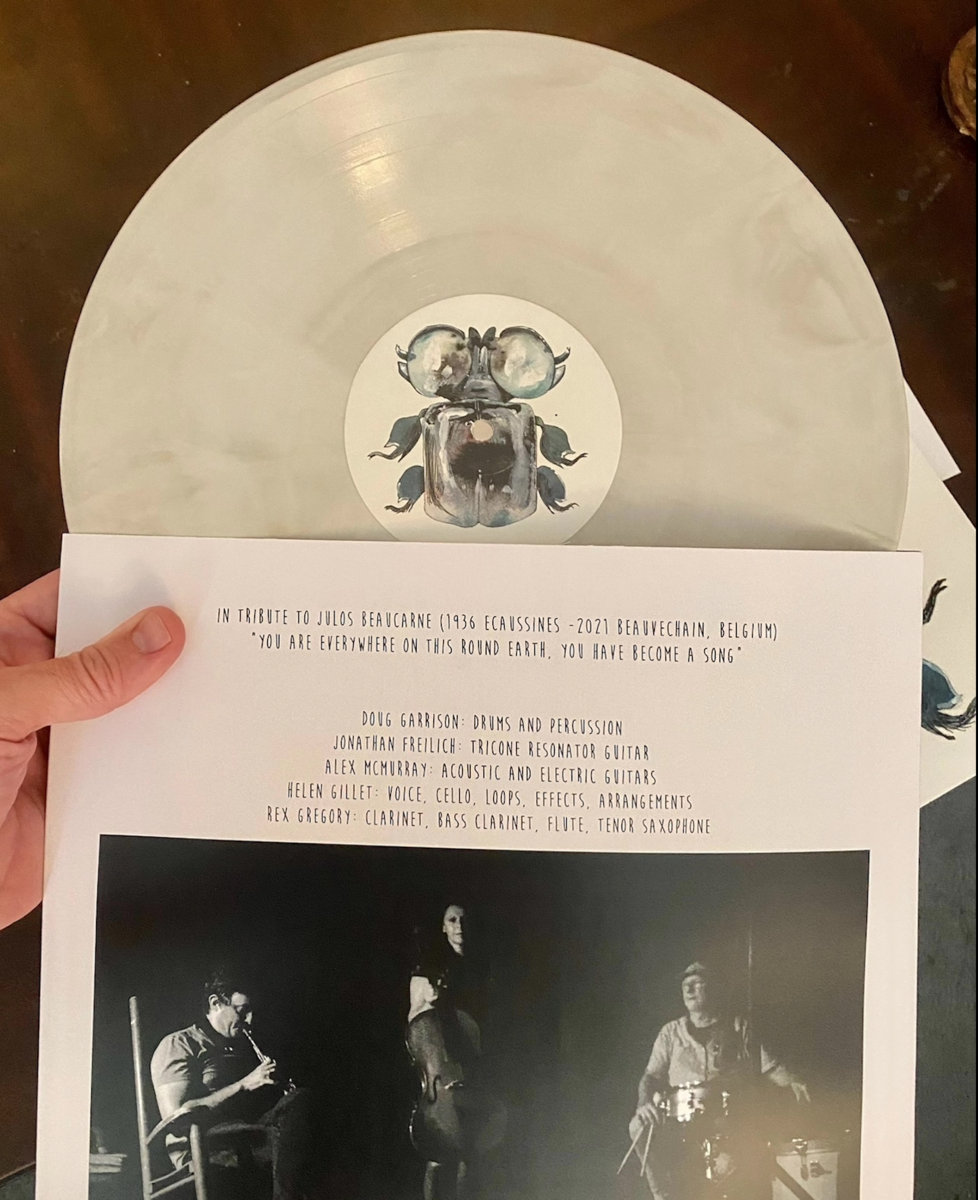 IN TRIBUTE TO JULOS BEAUCARNE (1936 ECAUSSINES -2021 BEAUVECHAIN, BELGIUM)
"YOU ARE EVERYWHERE ON THIS ROUND EARTH, YOU HAVE BECOME A SONG"
DOUG GARRISON: DRUMS AND PERCUSSION
JONATHAN FREILICH: TRICONE RESONATOR GUITAR
ALEX MCMURRAY: ACOUSTIC AND ELECTRIC GUITARS
HELEN GILLET: VOICE, CELLO, LOOPS, EFFECTS, ARRANGEMENTS
REX GREGORY: CLARINET, BASS CLARINET, FLUTE, TENOR SAXOPHONE